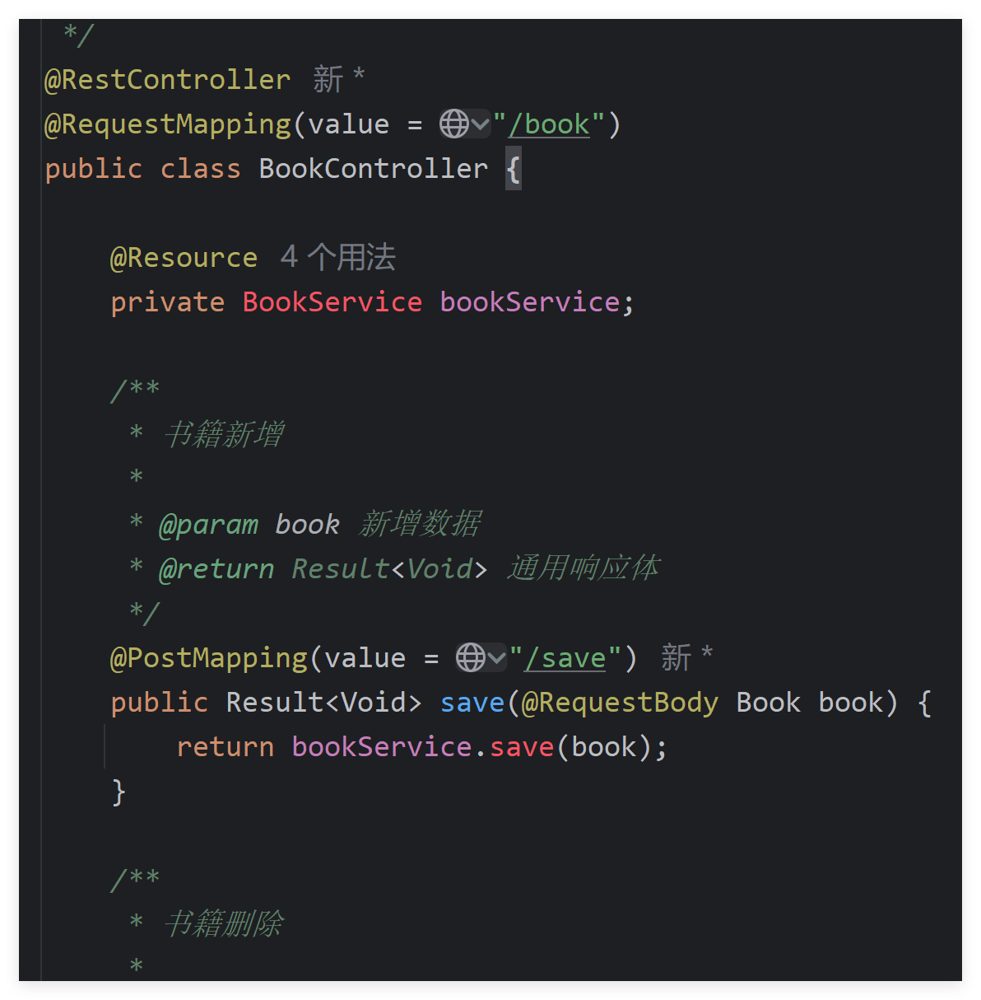 */
@RestController 新 *
@RequestMapping(value = "/book")
public class BookController {
@Resource 4 个用法
private BookService bookService;
/**
* 书籍新增
*
* @param book 新增数据
* @return Result<Void> 通用响应体
*/
@PostMapping(value = "/save") 新 *
public Result<Void> save(@RequestBody Book book) {
return bookService.save(book);
}
/**
* 书籍删除
*